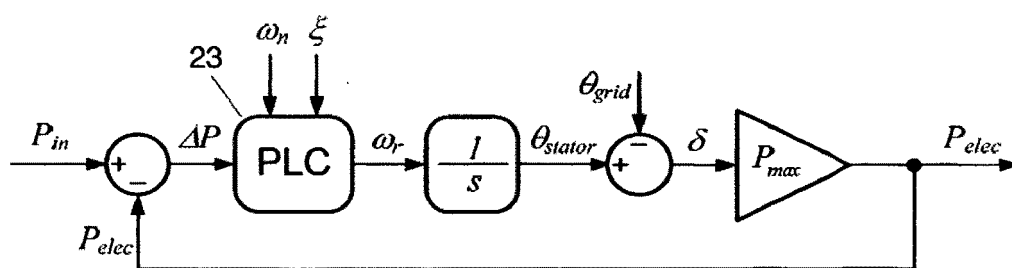 23
ωn
ξ
Pin
+
−
ΔP
PLC
ωr
1
s
θstator
θgrid
+
−
δ
Pmax
Pelec
Pelec